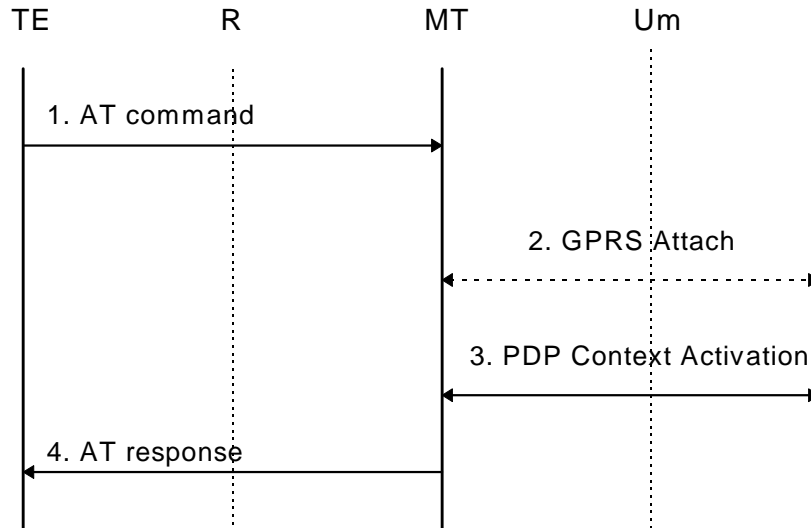 TE R MT Um
1. AT command
2. GPRS Attach
3. PDP Context Activation
4. AT response